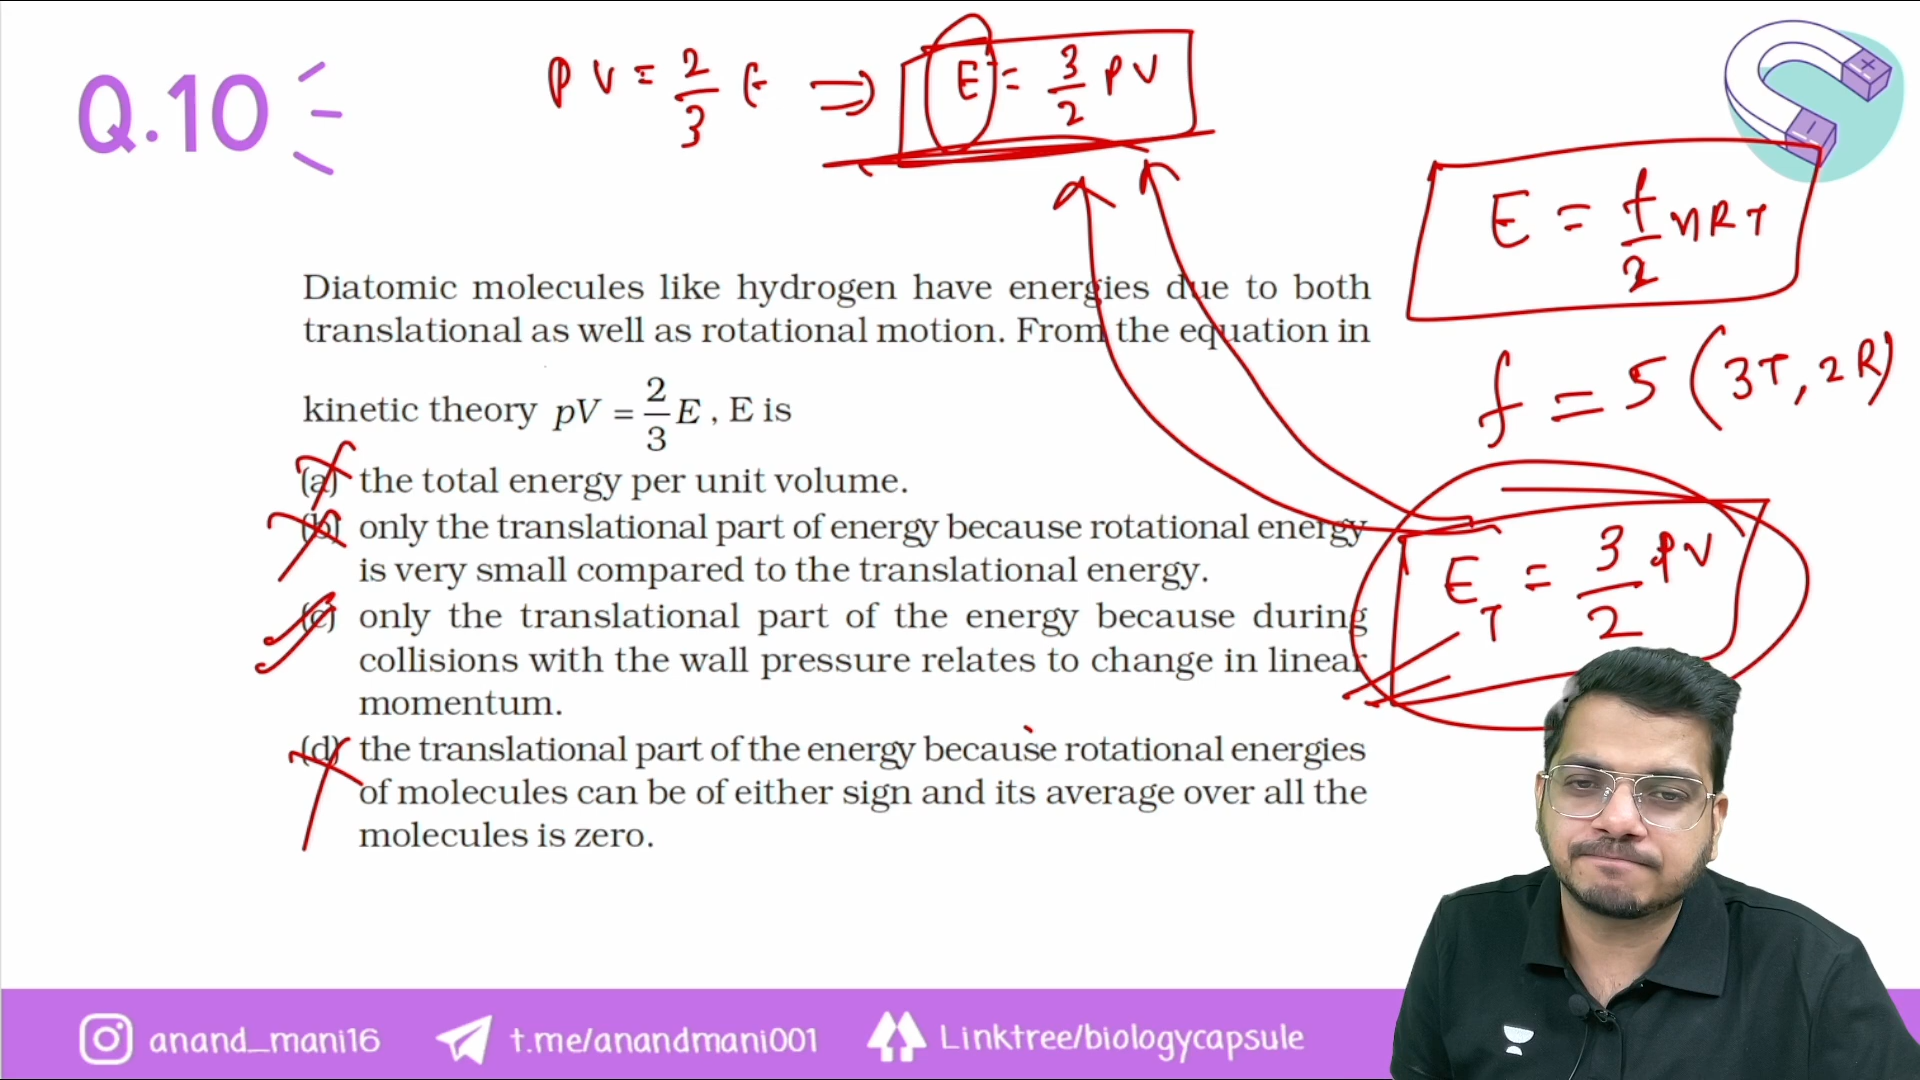 Q.10
PV = 2/3 E ⇒ E = 3/2 PV
E = f/2 nRT
Diatomic molecules like hydrogen have energies due to both
translational as well as rotational motion. From the equation in
kinetic theory pV = 2/3 E , E is
f = 5 (3T, 2R)
(a) the total energy per unit volume.
(b) only the translational part of energy because rotational energy
is very small compared to the translational energy.
E_T = 3/2 PV
(c) only the translational part of the energy because during
collisions with the wall pressure relates to change in linear
momentum.
(d) the translational part of the energy because rotational energies
of molecules can be of either sign and its average over all the
molecules is zero.
anand_mani16
t.me/anandmani001
Linktree/biologycapsule